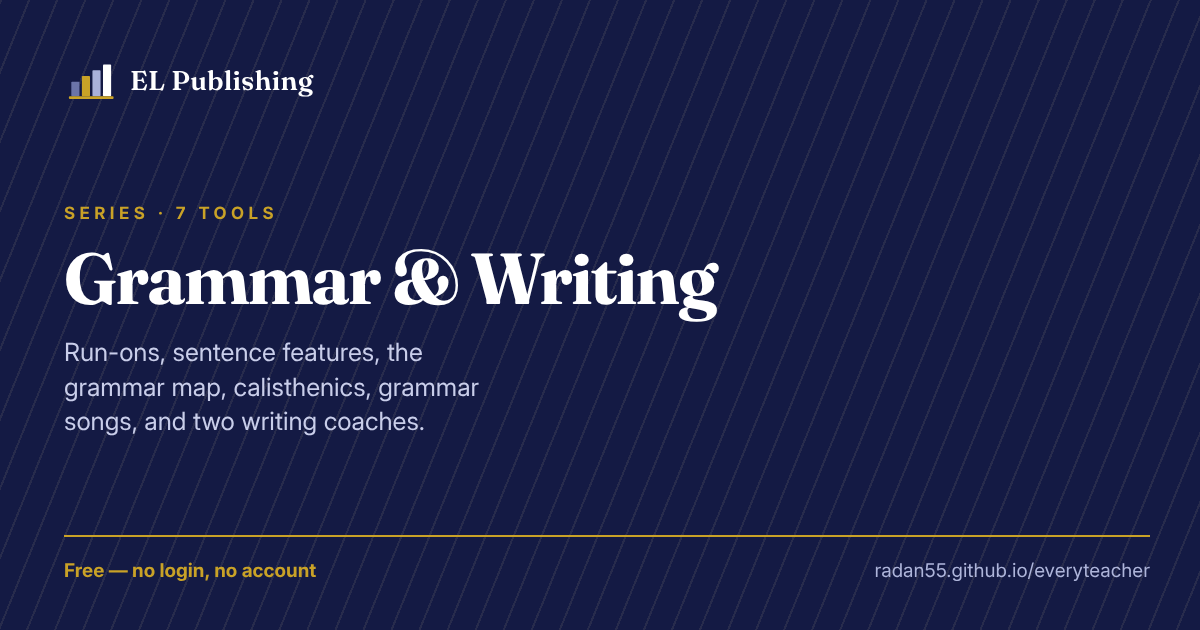 EL Publishing
SERIES · 7 TOOLS
Grammar & Writing
Run-ons, sentence features, the
grammar map, calisthenics, grammar
songs, and two writing coaches.
Free — no login, no account
radan55.github.io/everyteacher